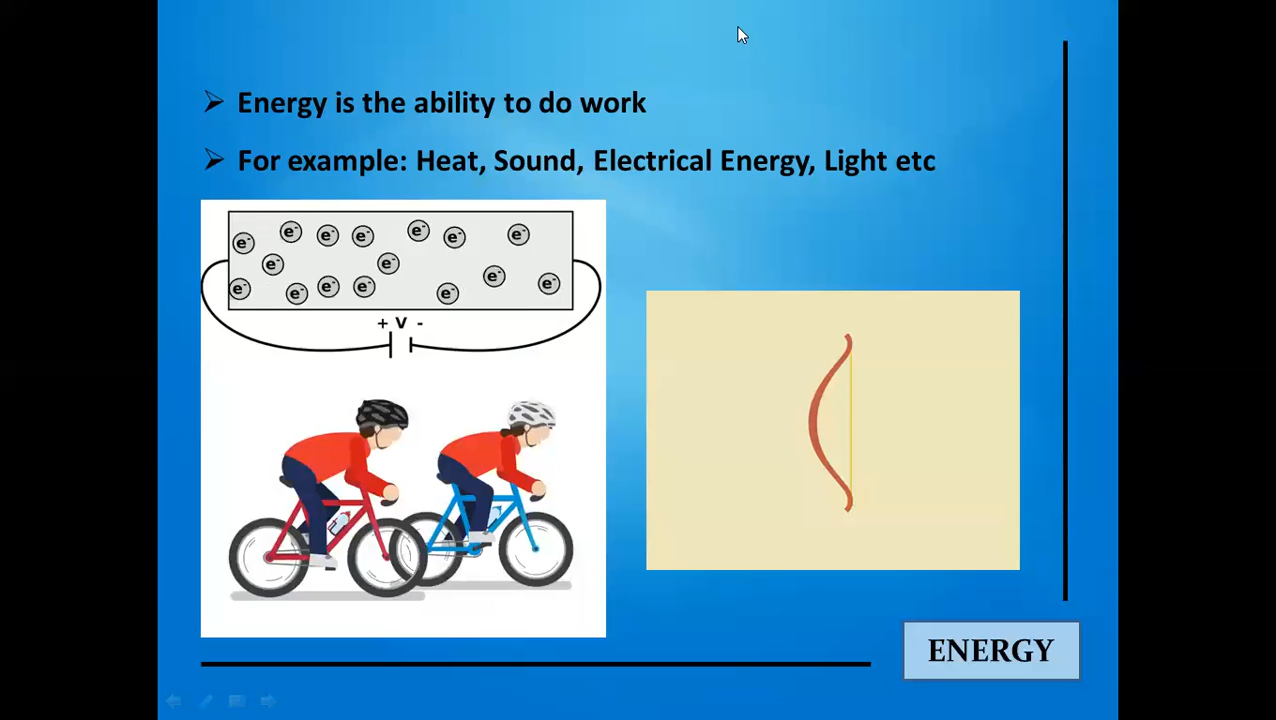 Energy is the ability to do work
For example: Heat, Sound, Electrical Energy, Light etc
e- e- e- e- e- e- e-
e- e- e-
e- e- e- e- e- e-
+ V -
ENERGY